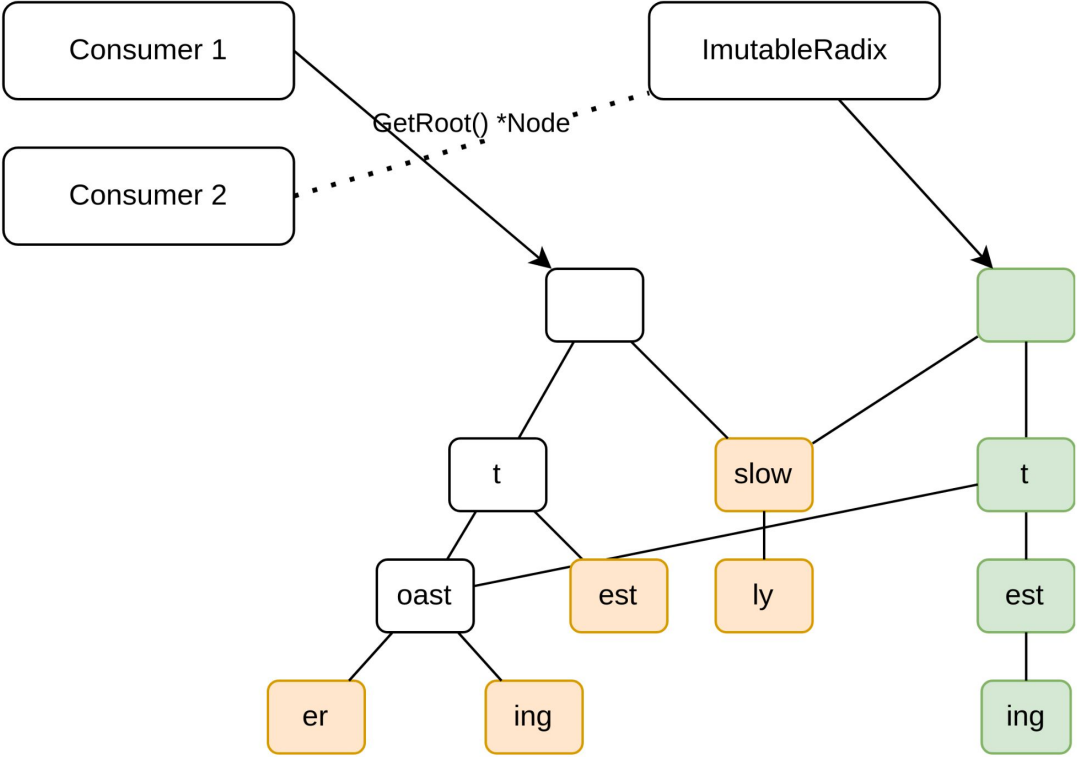 Consumer 1
ImutableRadix
GetRoot() *Node
Consumer 2
t
slow
t
oast
est
ly
est
er
ing
ing